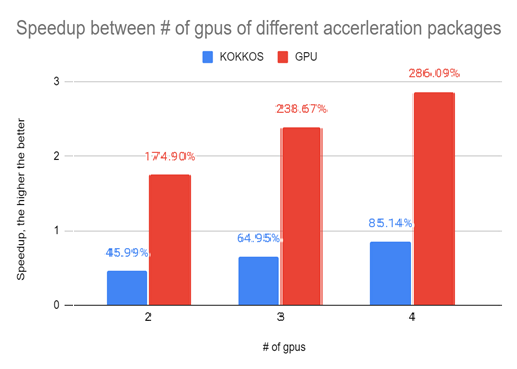 Speedup between # of gpus of different accerleration packages
KOKKOS GPU
Speedup, the higher the better
3
2
1
0
45.99%
174.90%
64.95%
238.67%
85.14%
286.09%
2 3 4
# of gpus